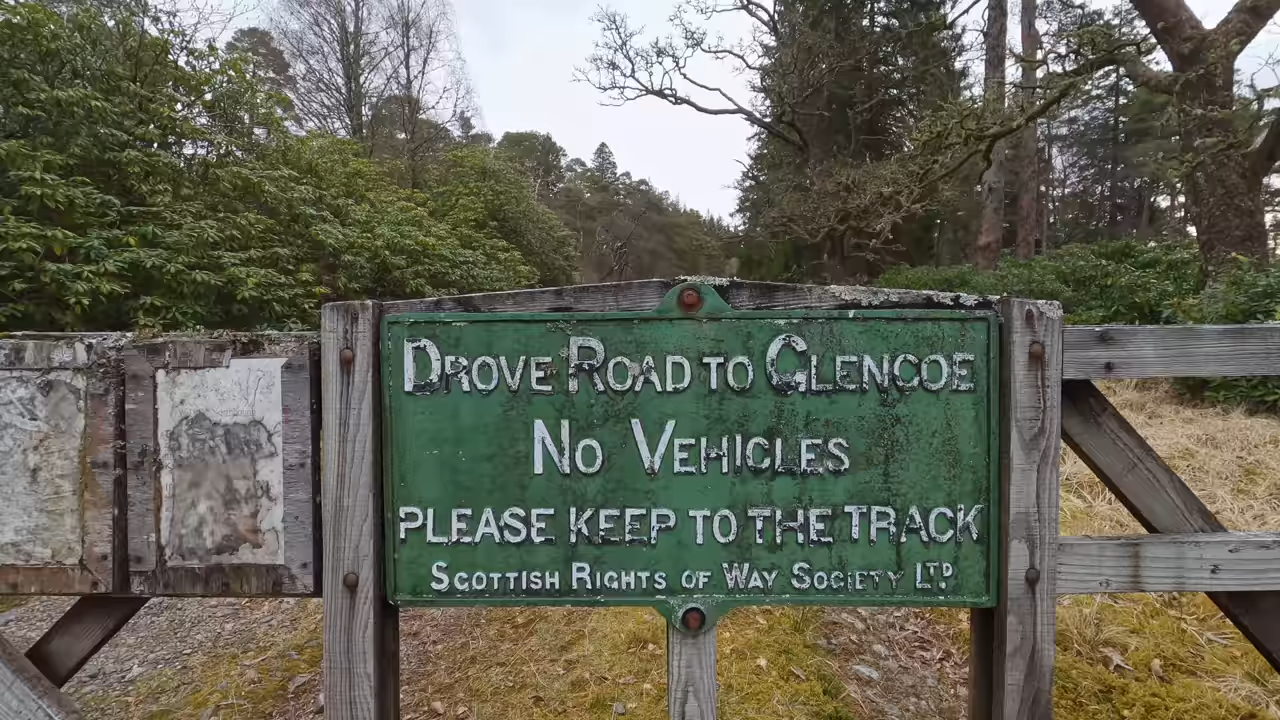 DROVE ROAD TO GLENCOE
NO VEHICLES
PLEASE KEEP TO THE TRACK
SCOTTISH RIGHTS OF WAY SOCIETY LTD